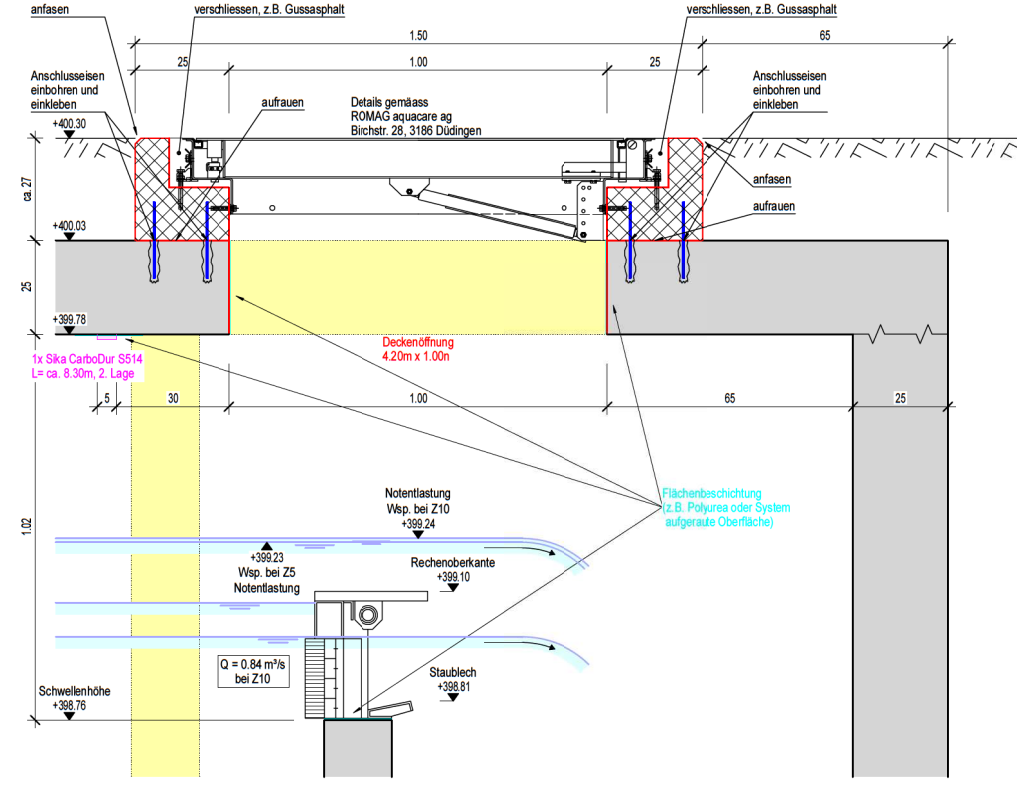 anfasen
verschliessen, z.B. Gussasphalt
verschliessen, z.B. Gussasphalt
1.50
65
25
1.00
25
Anschlusseisen
einbohren und
einkleben
aufrauen
Details gemäass
ROMAG aquacare ag
Birchstr. 28, 3186 Düdingen
Anschlusseisen
einbohren und
einkleben
+400.30
ca. 27
anfasen
aufrauen
+400.03
25
+399.78
Deckenöffnung
4.20m x 1.00n
1x Sika CarboDur S514
L= ca. 8.30m, 2. Lage
5
30
1.00
65
25
Flächenbeschichtung
(z.B. Polyurea oder System
aufgeraute Oberfläche)
Notentlastung
Wsp. bei Z10
+399.24
1.02
+399.23
Wsp. bei Z5
Notentlastung
Rechenoberkante
+399.10
Q = 0.84 m³/s
bei Z10
Staublech
+398.81
Schwellenhöhe
+398.76